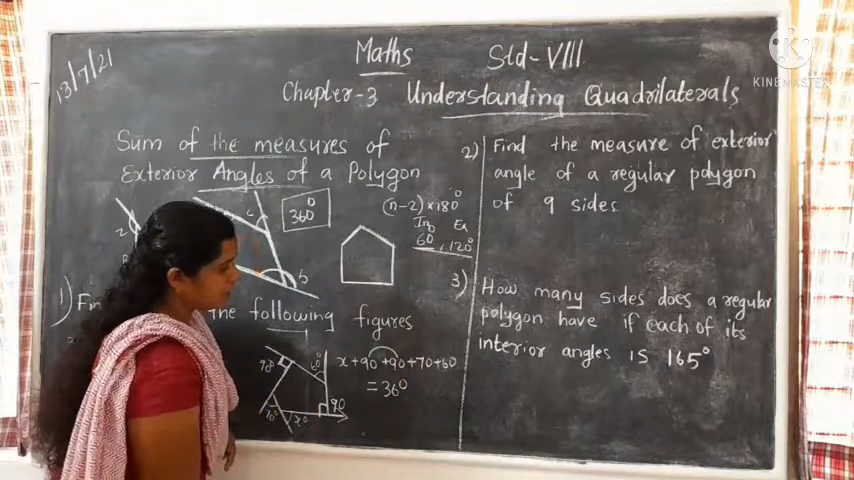 13/7/21
Maths Std-VIII
KINEMASTER
Chapter-3 Understanding Quadrilaterals
Sum of the measures of
Exterior Angles of a Polygon
c
360°
2
b
(n-2)×180°
Ex
60°, 120°
1) the following figures
90° 60°
x+90+90+70+60
= 360
90
70° x°
2) Find the measure of exterior
angle of a regular polygon
of 9 sides
3) How many sides does a regular
polygon have if each of its
interior angles is 165°